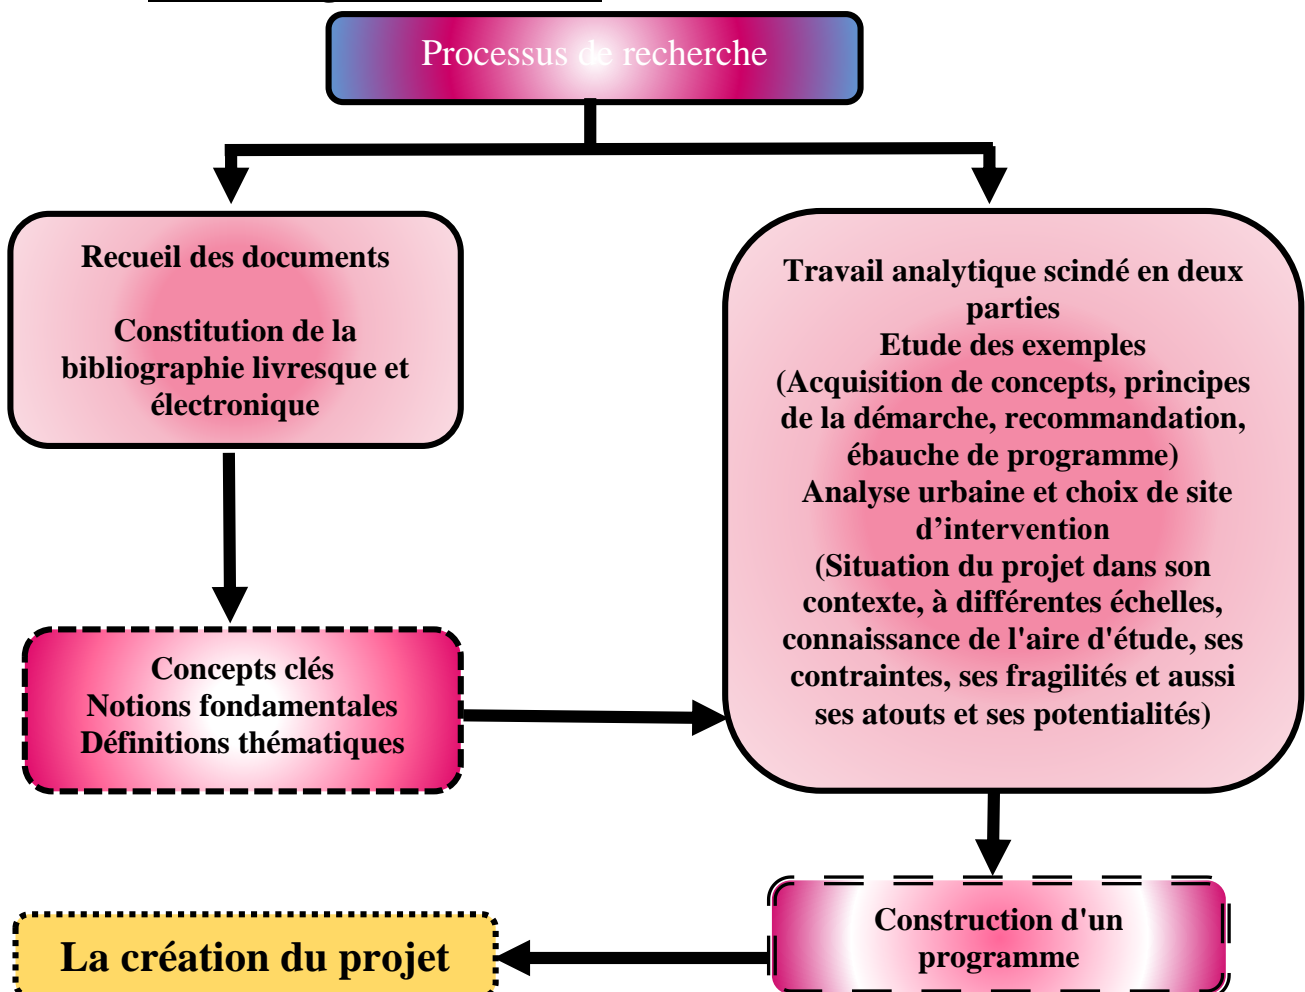 Processus de recherche
Recueil des documents
Constitution de la
bibliographie livresque et
électronique
Travail analytique scindé en deux
parties
Etude des exemples
(Acquisition de concepts, principes
de la démarche, recommandation,
ébauche de programme)
Analyse urbaine et choix de site
d’intervention
(Situation du projet dans son
contexte, à différentes échelles,
connaissance de l'aire d'étude, ses
contraintes, ses fragilités et aussi
ses atouts et ses potentialités)
Concepts clés
Notions fondamentales
Définitions thématiques
Construction d'un
programme
La création du projet